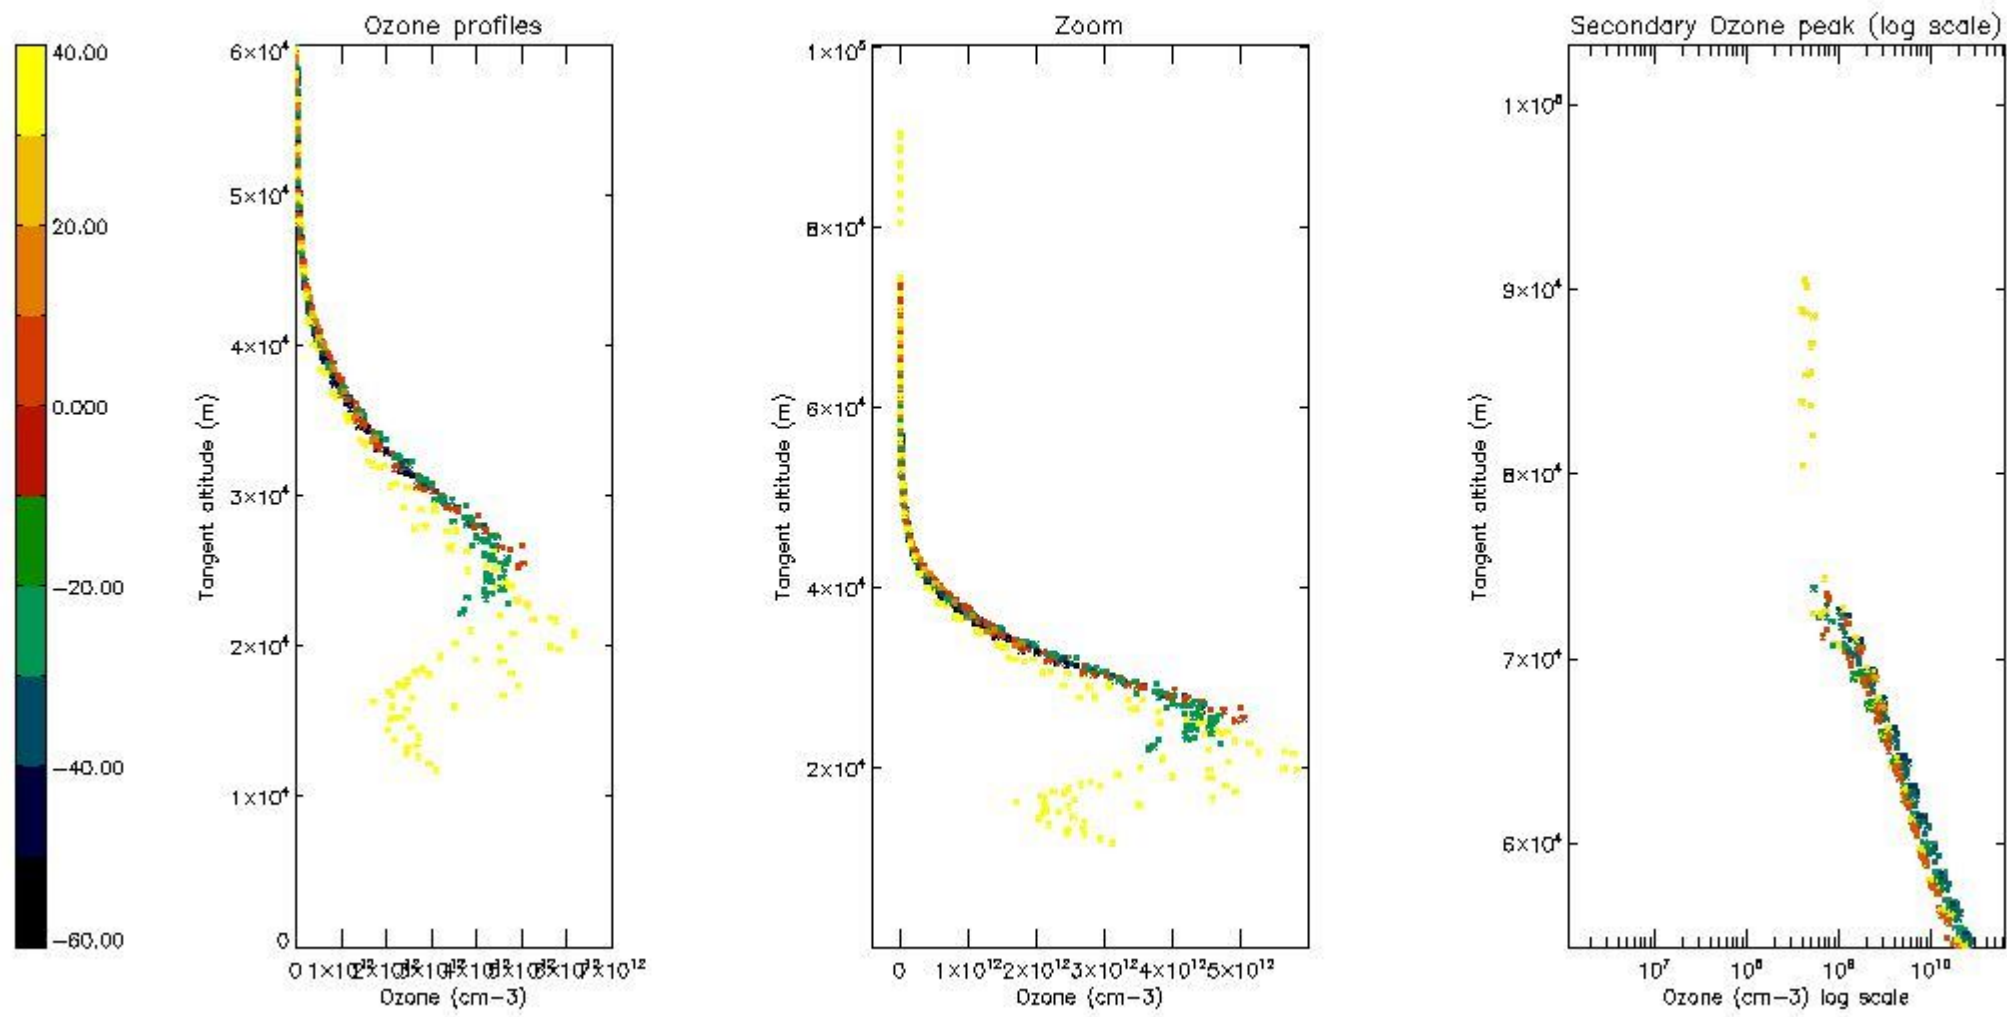 Ozone profiles
Zoom
Secondary Ozone peak (log scale)
40.00
20.00
0.000
-20.00
-40.00
-60.00
6×10⁴
5×10⁴
4×10⁴
3×10⁴
2×10⁴
1×10⁴
0
Tangent altitude (m)
0
7×10¹²
Ozone (cm-3)
1×10⁵
8×10⁴
6×10⁴
4×10⁴
2×10⁴
Tangent altitude (m)
0 1×10¹² 2×10¹² 3×10¹² 4×10¹² 5×10¹²
Ozone (cm-3)
9×10⁴
8×10⁴
7×10⁴
6×10⁴
Tangent altitude (m)
10⁷ 10⁸ 10⁹ 10¹⁰
Ozone (cm-3) log scale